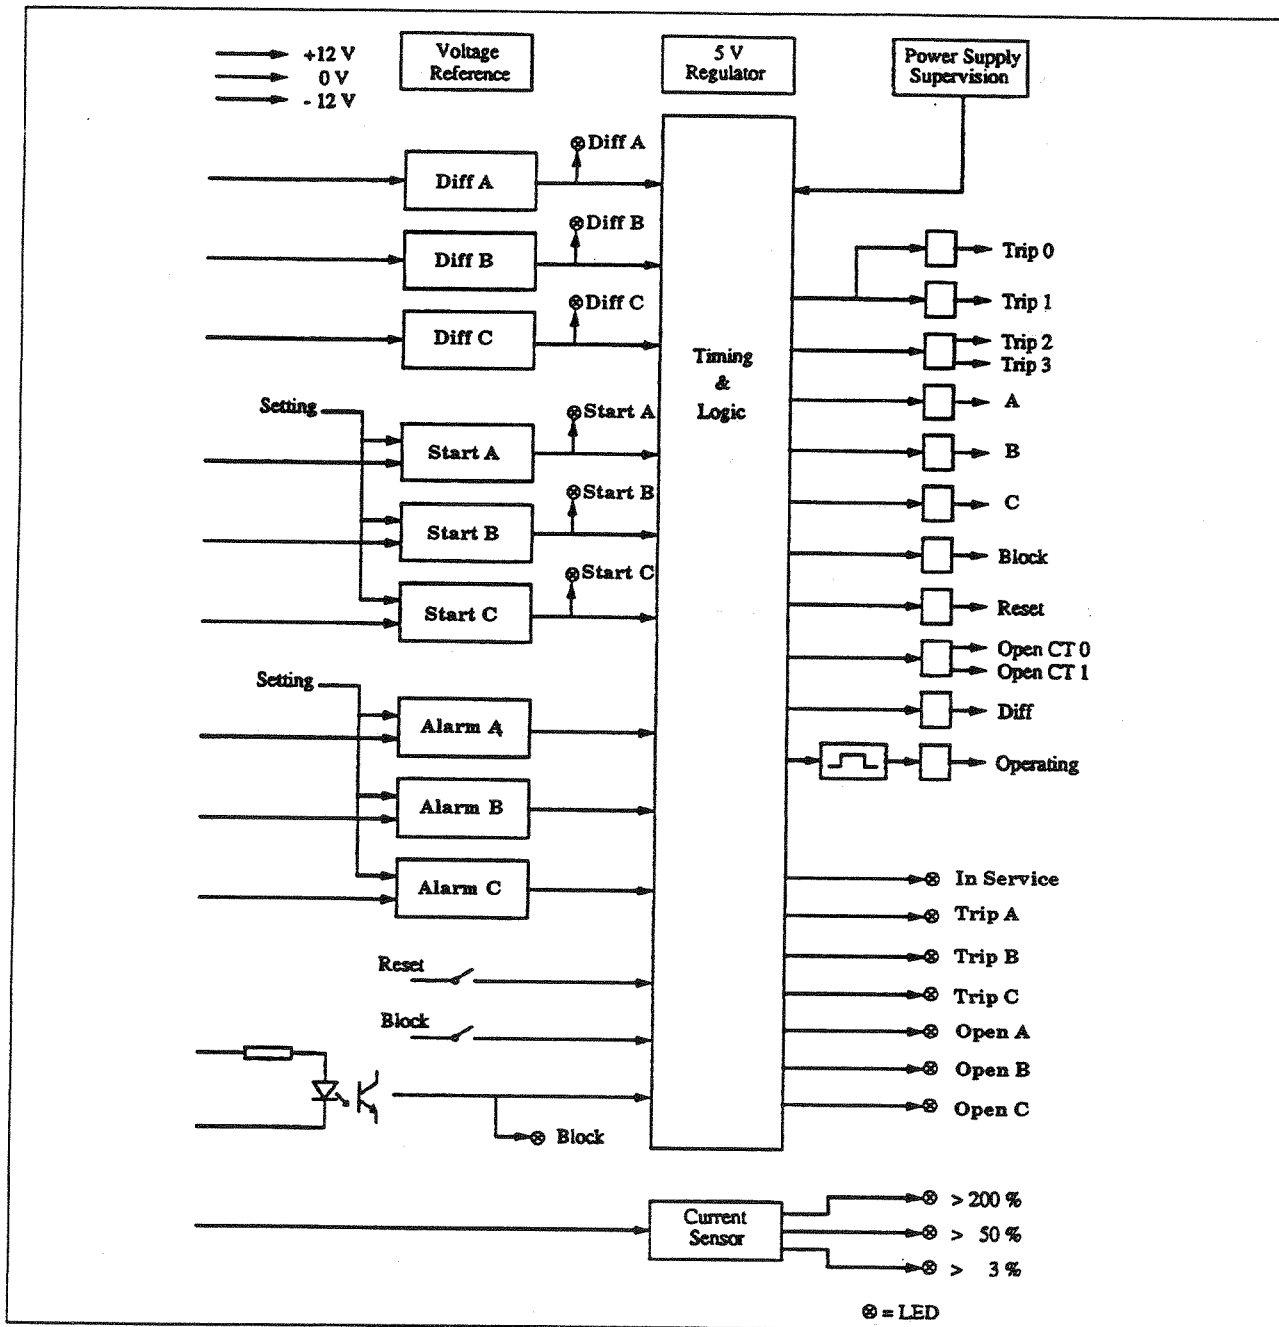 +12 V
0 V
- 12 V
Voltage
Reference
5 V
Regulator
Power Supply
Supervision
Diff A
Diff A
Diff B
Diff B
Diff C
Diff C
Setting
Start A
Start A
Start B
Start B
Start C
Start C
Setting
Alarm A
Alarm B
Alarm C
Reset
Block
Block
Timing
&
Logic
Trip 0
Trip 1
Trip 2
Trip 3
A
B
C
Block
Reset
Open CT 0
Open CT 1
Diff
Operating
In Service
Trip A
Trip B
Trip C
Open A
Open B
Open C
Current
Sensor
> 200 %
> 50 %
> 3 %
= LED